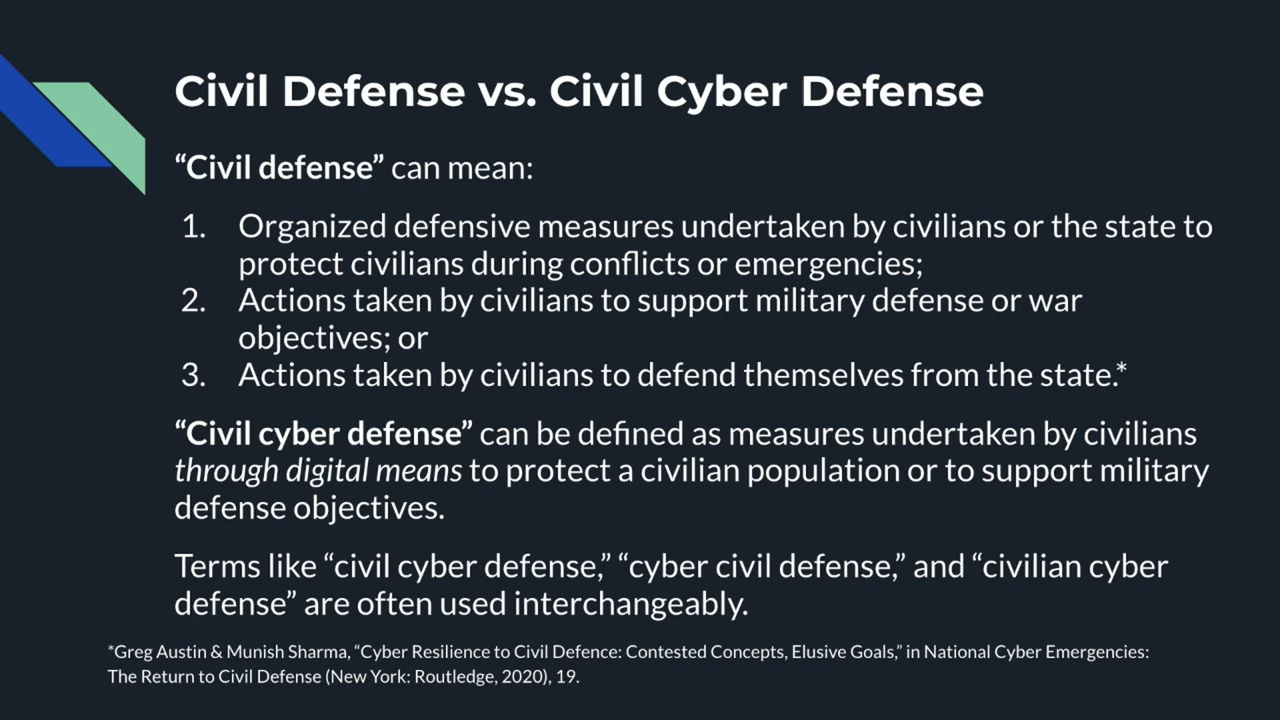 Civil Defense vs. Civil Cyber Defense
“Civil defense” can mean:
1. Organized defensive measures undertaken by civilians or the state to
protect civilians during conflicts or emergencies;
2. Actions taken by civilians to support military defense or war
objectives; or
3. Actions taken by civilians to defend themselves from the state.*
“Civil cyber defense” can be defined as measures undertaken by civilians
through digital means to protect a civilian population or to support military
defense objectives.
Terms like “civil cyber defense,” “cyber civil defense,” and “civilian cyber
defense” are often used interchangeably.
*Greg Austin & Munish Sharma, “Cyber Resilience to Civil Defence: Contested Concepts, Elusive Goals,” in National Cyber Emergencies:
The Return to Civil Defense (New York: Routledge, 2020), 19.